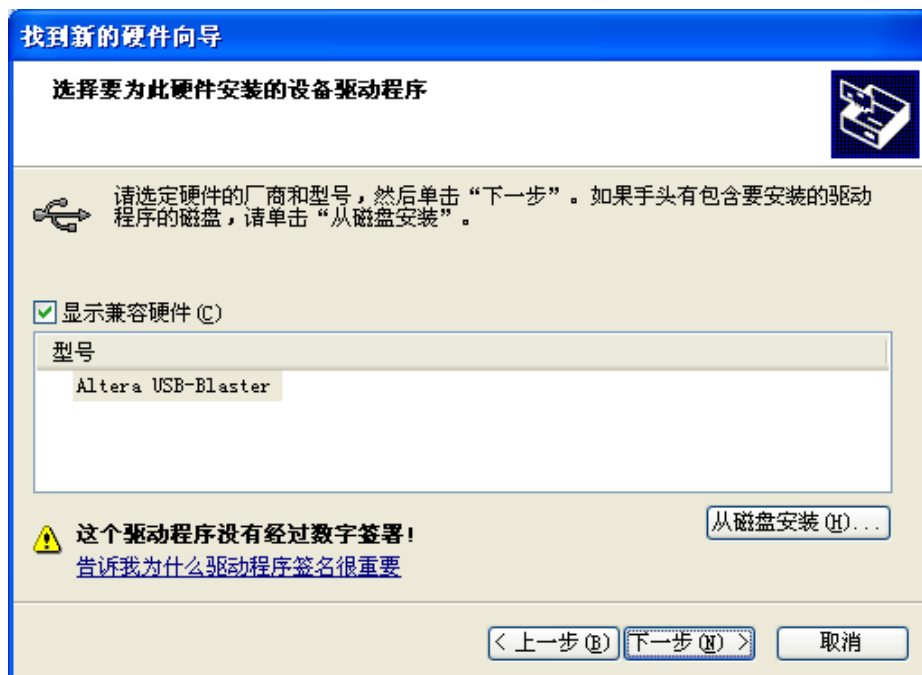 找到新的硬件向导
选择要为此硬件安装的设备驱动程序
请选定硬件的厂商和型号,然后单击“下一步”。如果手头有包含要安装的驱动
程序的磁盘,请单击“从磁盘安装”。
显示兼容硬件(C)
型号
Altera USB-Blaster
从磁盘安装(H)...
这个驱动程序没有经过数字签署!
告诉我为什么驱动程序签名很重要
< 上一步(B) 下一步(N) > 取消